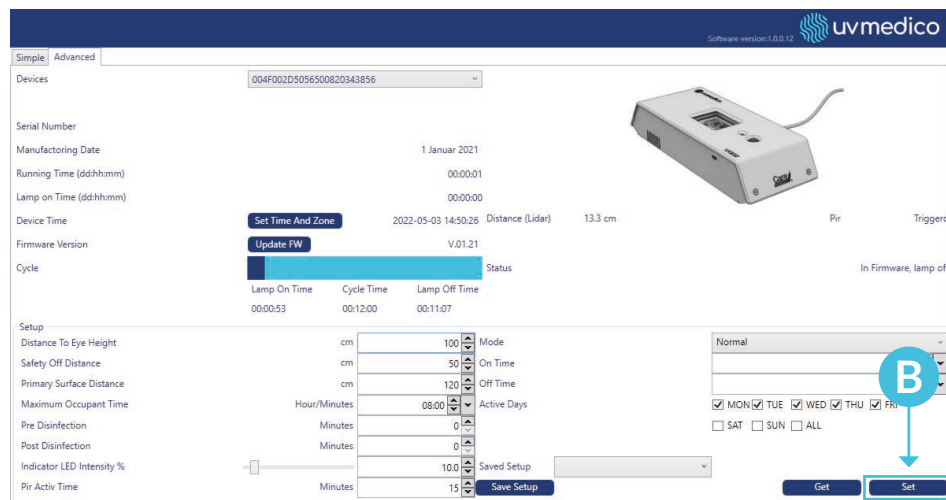 uvmedico
Software version:1.0.0.12
Simple Advanced
Devices 004F002D5056500820343856
Serial Number
Manufactoring Date 1 Januar 2021
Running Time (dd:hh:mm) 00:00:01
Lamp on Time (dd:hh:mm) 00:00:00
Device Time Set Time And Zone 2022-05-03 14:50:26 Distance (Lidar) 13.3 cm Pir Triggerd
Firmware Version Update FW V.01.21
Cycle Status In Firmware, lamp of
Lamp On Time Cycle Time Lamp Off Time
00:00:53 00:12:00 00:11:07
Setup
Distance To Eye Height cm 100 Mode Normal
Safety Off Distance cm 50 On Time
Primary Surface Distance cm 120 Off Time
B
Maximum Occupant Time Hour/Minutes 08:00 Active Days MON TUE WED THU FRI
Pre Disinfection Minutes 0 SAT SUN ALL
Post Disinfection Minutes 0
Indicator LED Intensity % 10.0 Saved Setup
Pir Activ Time Minutes 15 Save Setup Get Set